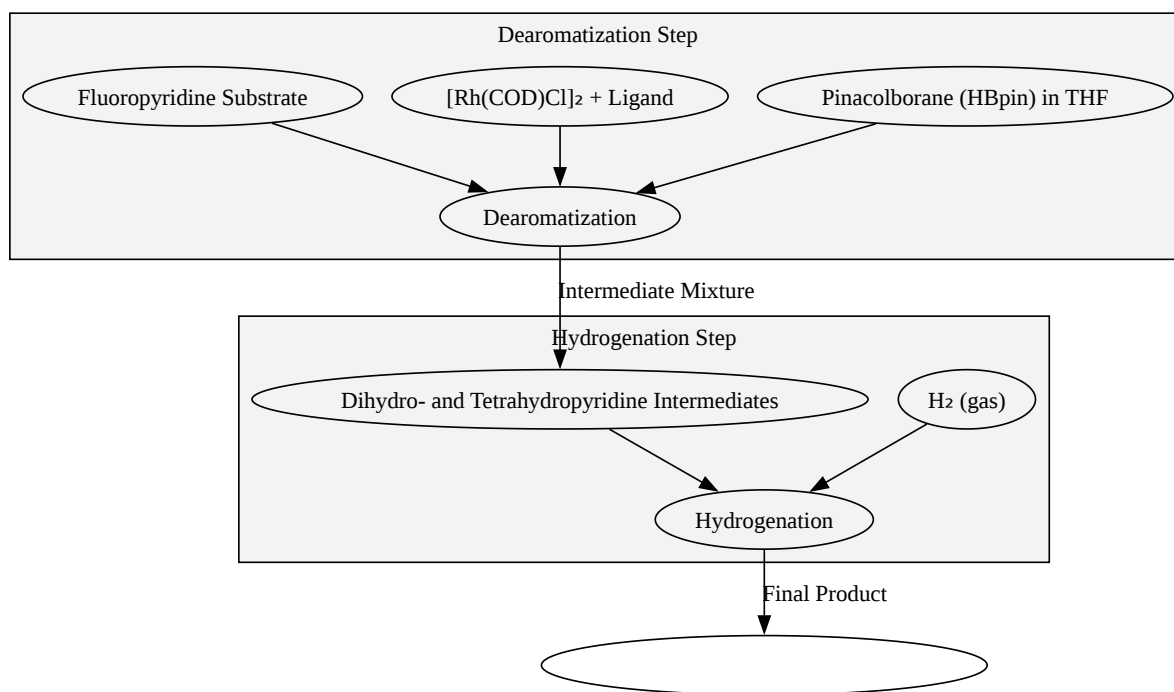 Dearomatization Step
Fluoropyridine Substrate
[Rh(COD)Cl]₂ + Ligand
Pinacolborane (HBpin) in THF
Dearomatization
Intermediate Mixture
Hydrogenation Step
Dihydro- and Tetrahydropyridine Intermediates
H₂ (gas)
Hydrogenation
Final Product